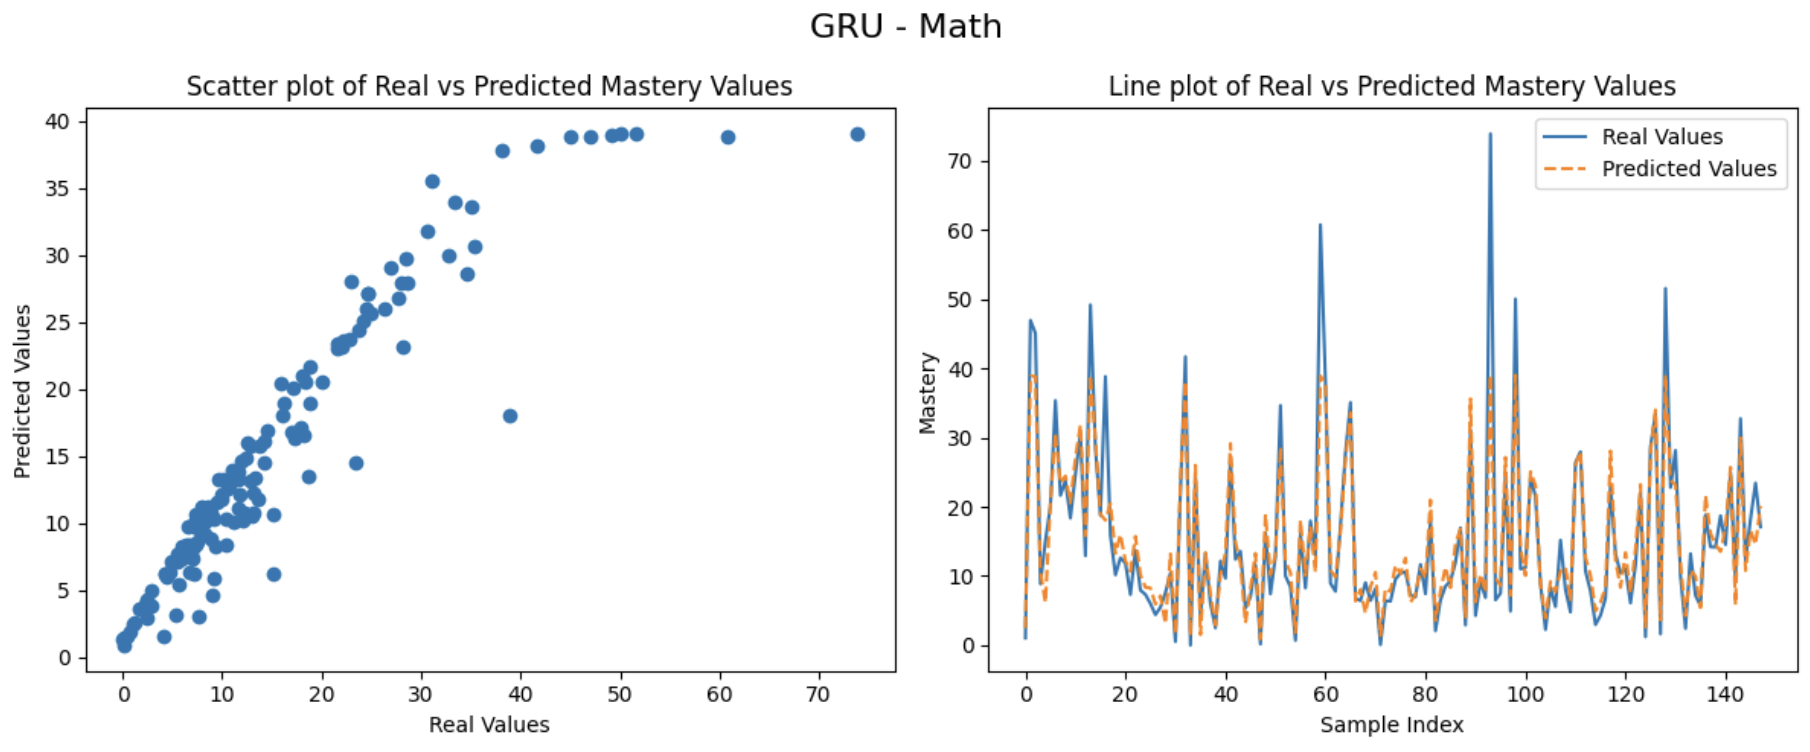 GRU - Math
Scatter plot of Real vs Predicted Mastery Values
40
35
30
25
20
15
10
5
0
Predicted Values
0 10 20 30 40 50 60 70
Real Values
Line plot of Real vs Predicted Mastery Values
Real Values
Predicted Values
70
60
50
40
30
20
10
0
Mastery
0 20 40 60 80 100 120 140
Sample Index